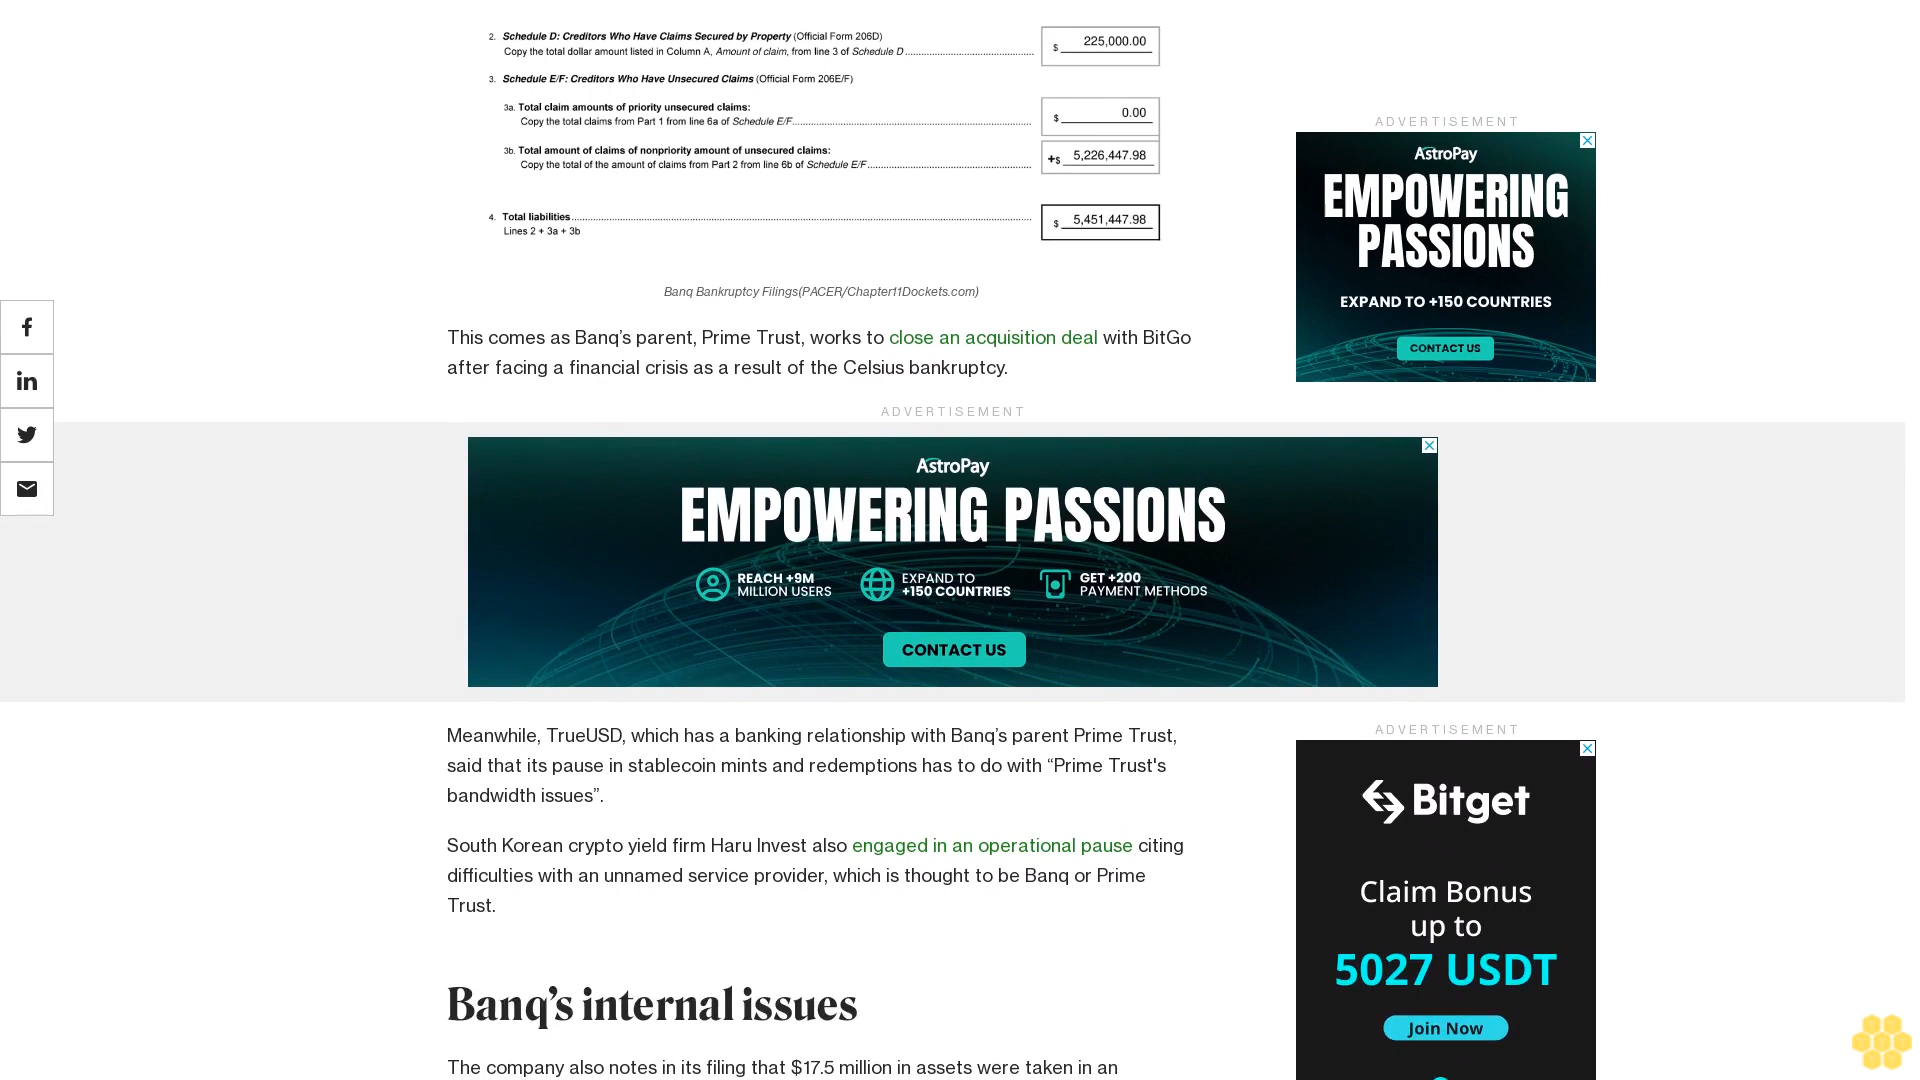 2. Schedule D: Creditors Who Have Claims Secured by Property (Official Form 206D)
Copy the total dollar amount listed in Column A, Amount of claim, from line 3 of Schedule D
$ 225,000.00
3. Schedule E/F: Creditors Who Have Unsecured Claims (Official Form 206E/F)
3a. Total claim amounts of priority unsecured claims:
Copy the total claims from Part 1 from line 6a of Schedule E/F
$ 0.00
3b. Total amount of claims of nonpriority amount of unsecured claims:
Copy the total of the amount of claims from Part 2 from line 6b of Schedule E/F
+$ 5,226,447.98
4. Total liabilities
Lines 2 + 3a + 3b
$ 5,451,447.98
Banq Bankruptcy Filings(PACER/Chapter11Dockets.com)
This comes as Banq’s parent, Prime Trust, works to close an acquisition deal with BitGo
after facing a financial crisis as a result of the Celsius bankruptcy.
ADVERTISEMENT
AstroPay
EMPOWERING
PASSIONS
EXPAND TO +150 COUNTRIES
CONTACT US
ADVERTISEMENT
AstroPay
EMPOWERING PASSIONS
REACH +9M
MILLION USERS
EXPAND TO
+150 COUNTRIES
GET +200
PAYMENT METHODS
CONTACT US
Meanwhile, TrueUSD, which has a banking relationship with Banq’s parent Prime Trust,
said that its pause in stablecoin mints and redemptions has to do with “Prime Trust's
bandwidth issues”.
South Korean crypto yield firm Haru Invest also engaged in an operational pause citing
difficulties with an unnamed service provider, which is thought to be Banq or Prime
Trust.
Banq’s internal issues
The company also notes in its filing that $17.5 million in assets were taken in an
ADVERTISEMENT
Bitget
Claim Bonus
up to
5027 USDT
Join Now